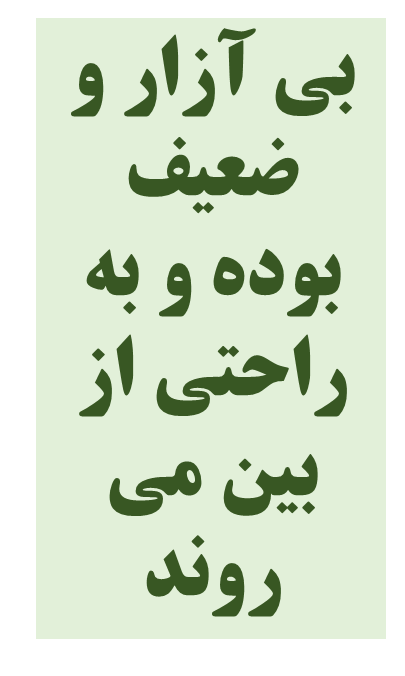 بی آزار و
ضعیف
بوده و به
راحتی از
بین می
روند